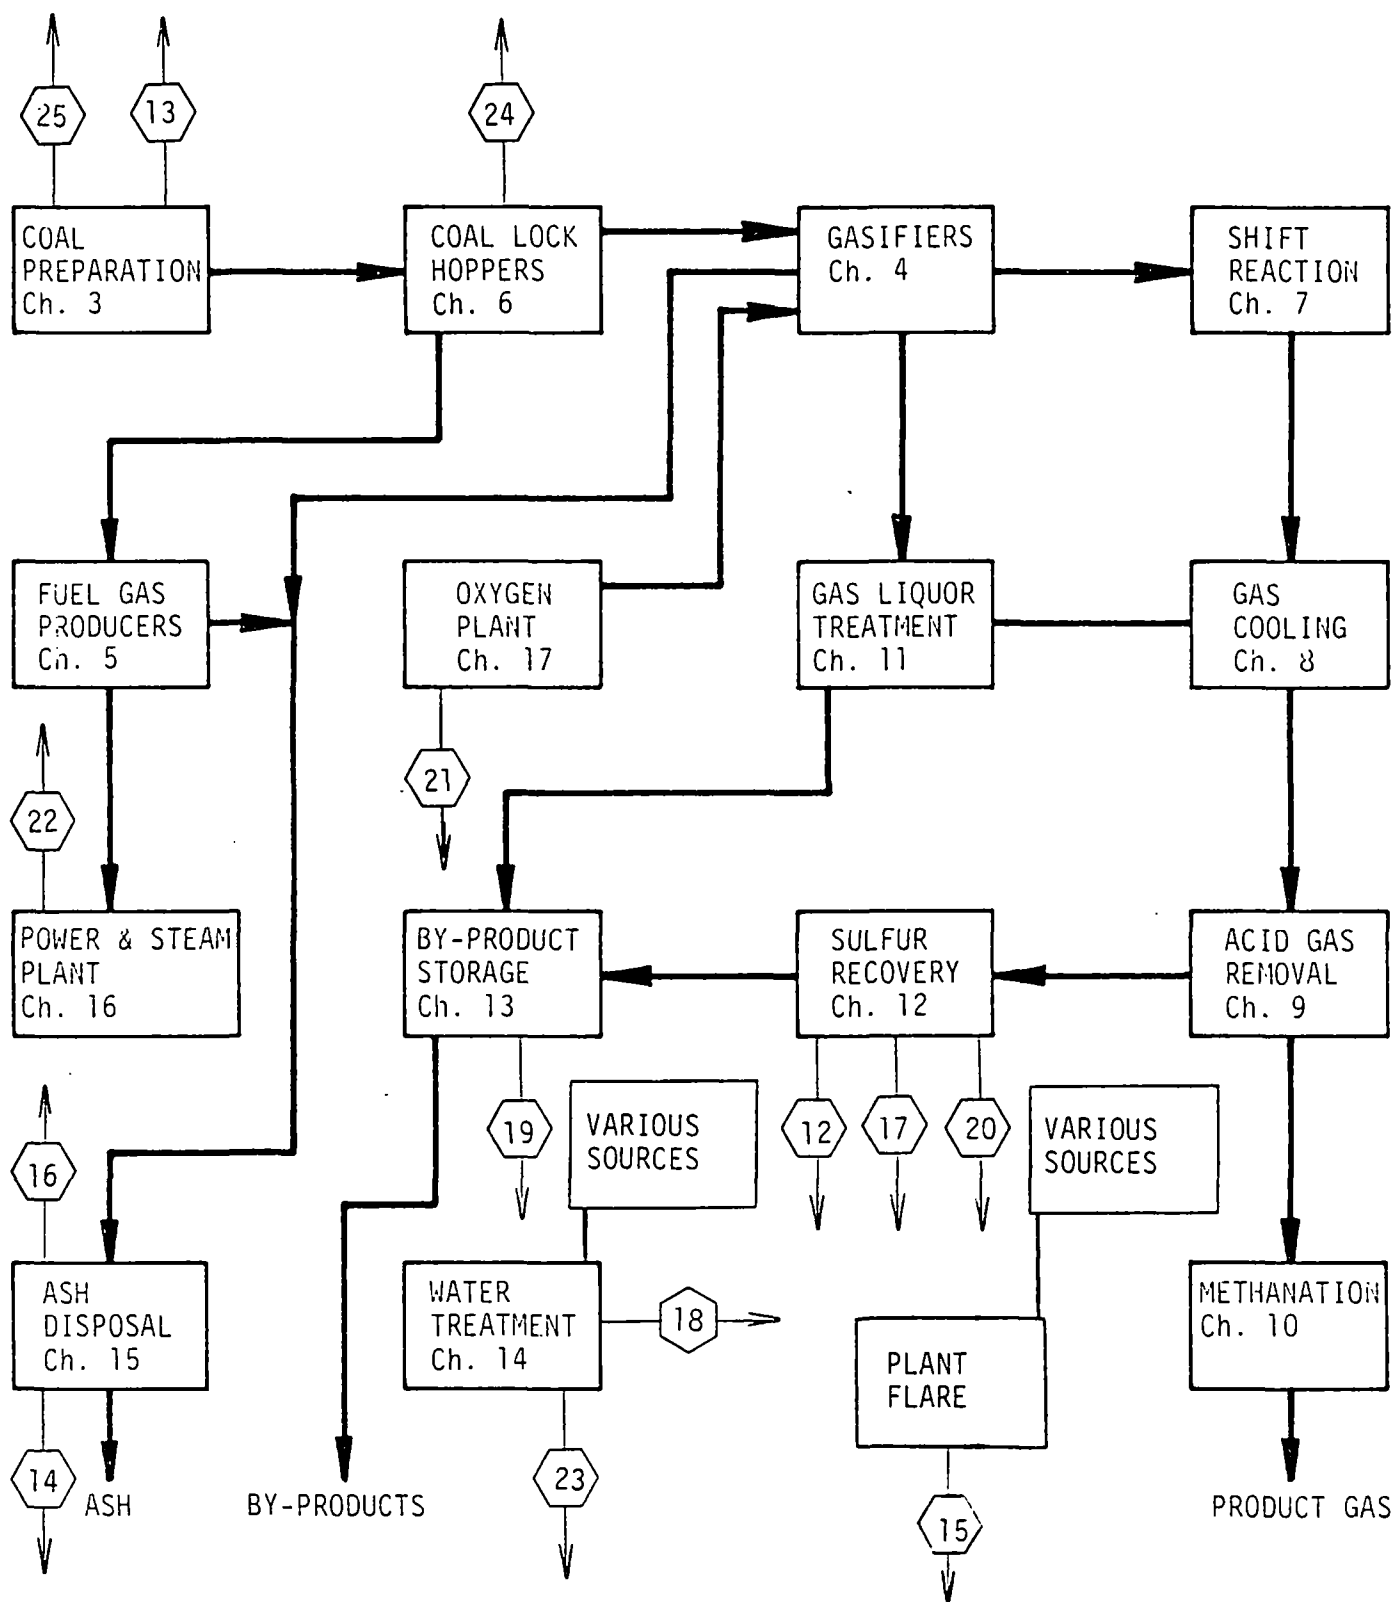 25
13
24
COAL
PREPARATION
Ch. 3
COAL LOCK
HOPPERS
Ch. 6
GASIFIERS
Ch. 4
SHIFT
REACTION
Ch. 7
FUEL GAS
PRODUCERS
Ch. 5
OXYGEN
PLANT
Ch. 17
GAS LIQUOR
TREATMENT
Ch. 11
GAS
COOLING
Ch. 8
22
21
POWER & STEAM
PLANT
Ch. 16
BY-PRODUCT
STORAGE
Ch. 13
SULFUR
RECOVERY
Ch. 12
ACID GAS
REMOVAL
Ch. 9
16
19
VARIOUS
SOURCES
12
17
20
VARIOUS
SOURCES
ASH
DISPOSAL
Ch. 15
WATER
TREATMENT
Ch. 14
18
PLANT
FLARE
METHANATION
Ch. 10
14
ASH
BY-PRODUCTS
23
15
PRODUCT GAS